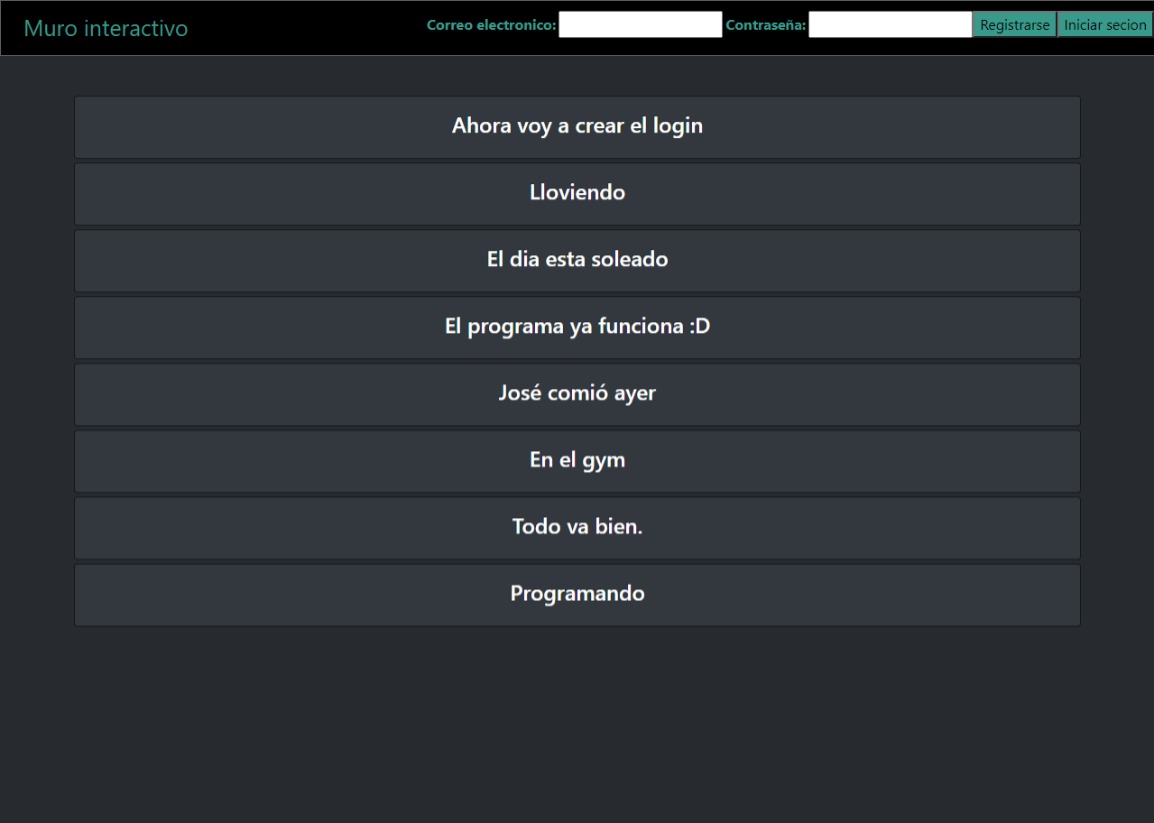 Muro interactivo
Correo electronico: Contraseña: Registrarse Iniciar secion
Ahora voy a crear el login
Lloviendo
El dia esta soleado
El programa ya funciona :D
José comió ayer
En el gym
Todo va bien.
Programando